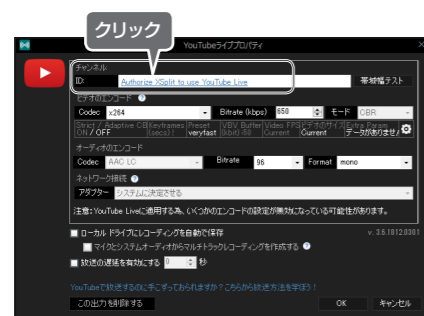 クリック
YouTubeライブプロパティ
チャンネル
ID: Authorize XSplit to use YouTube Live 帯域幅テスト
ビデオのエンコード
Codec x264 Bitrate (kbps) 650 モード CBR
Strict / Adaptive CBR Keyframes (secs) Preset VBV Buffer (kbit) Video FPS ビデオのサイズ Extra Param
ON / OFF veryfast Current Current データがありません
オーディオのエンコード
Codec AAC LC Bitrate 96 Format mono
ネットワーク接続
アダプター システムに決定させる
注意: YouTube Liveに適用する為、いくつかのエンコードの設定が無効になっている可能性があります。
ローカル ドライブにレコーディングを自動で保存 v. 3.6.1812.0301
マイクとシステムオーディオからマルチトラックレコーディングを作成する
放送の遅延を有効にする 0 秒
YouTubeで放送するのに手こずっておられますか？こちらから放送方法を学ぼう！
この出力を削除する OK キャンセル